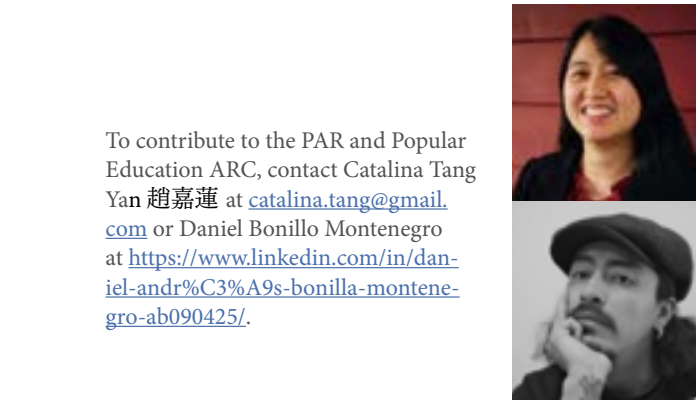 To contribute to the PAR and Popular
Education ARC, contact Catalina Tang
Yan 趙嘉蓮 at catalina.tang@gmail.
com or Daniel Bonillo Montenegro
at https://www.linkedin.com/in/dan-
iel-andr%C3%A9s-bonilla-montene-
gro-ab090425/.